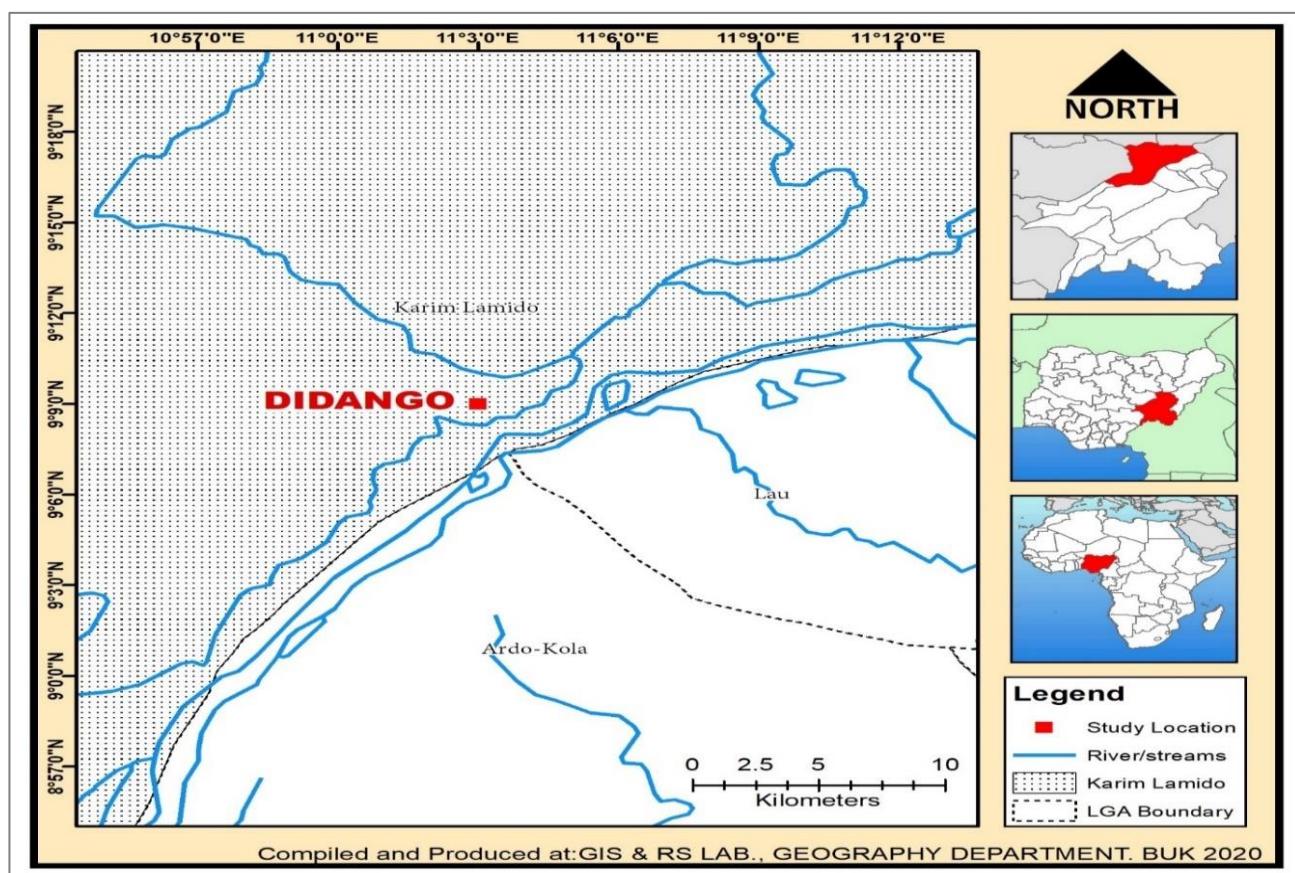 10°57'0"E 11°0'0"E 11°3'0"E 11°6'0"E 11°9'0"E 11°12'0"E
9°18'0"N
9°15'0"N
9°12'0"N
9°9'0"N
9°6'0"N
9°3'0"N
9°0'0"N
8°57'0"N
Karim Lamido
DIDANGO
Lau
Ardo-Kola
0 2.5 5 10
Kilometers
NORTH
Legend
Study Location
River/streams
Karim Lamido
LGA Boundary
Compiled and Produced at:GIS & RS LAB., GEOGRAPHY DEPARTMENT. BUK 2020